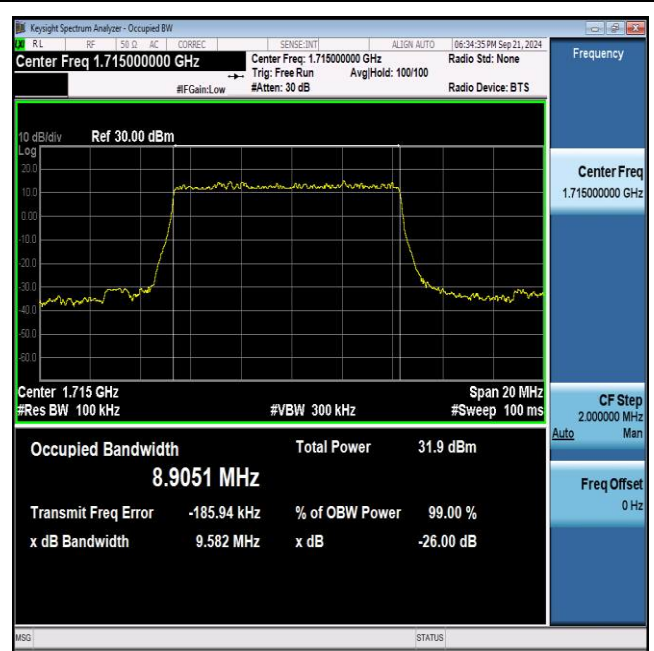 Keysight Spectrum Analyzer - Occupied BW
RL RF 50 Ω AC CORREC SENSE:INT ALIGN AUTO 06:34:35 PM Sep 21, 2024
Center Freq 1.715000000 GHz Center Freq: 1.715000000 GHz Radio Std: None
Trig: Free Run Avg|Hold: 100/100
#IFGain:Low #Atten: 30 dB Radio Device: BTS
Frequency
10 dB/div Ref 30.00 dBm
Log
20.0
10.0
0.00
-10.0
-20.0
-30.0
-40.0
-50.0
-60.0
Center Freq
1.715000000 GHz
Center 1.715 GHz Span 20 MHz
#Res BW 100 kHz #VBW 300 kHz #Sweep 100 ms
CF Step
2.000000 MHz
Auto Man
Occupied Bandwidth Total Power 31.9 dBm
8.9051 MHz
Transmit Freq Error -185.94 kHz % of OBW Power 99.00 %
x dB Bandwidth 9.582 MHz x dB -26.00 dB
Freq Offset
0 Hz
MSG STATUS